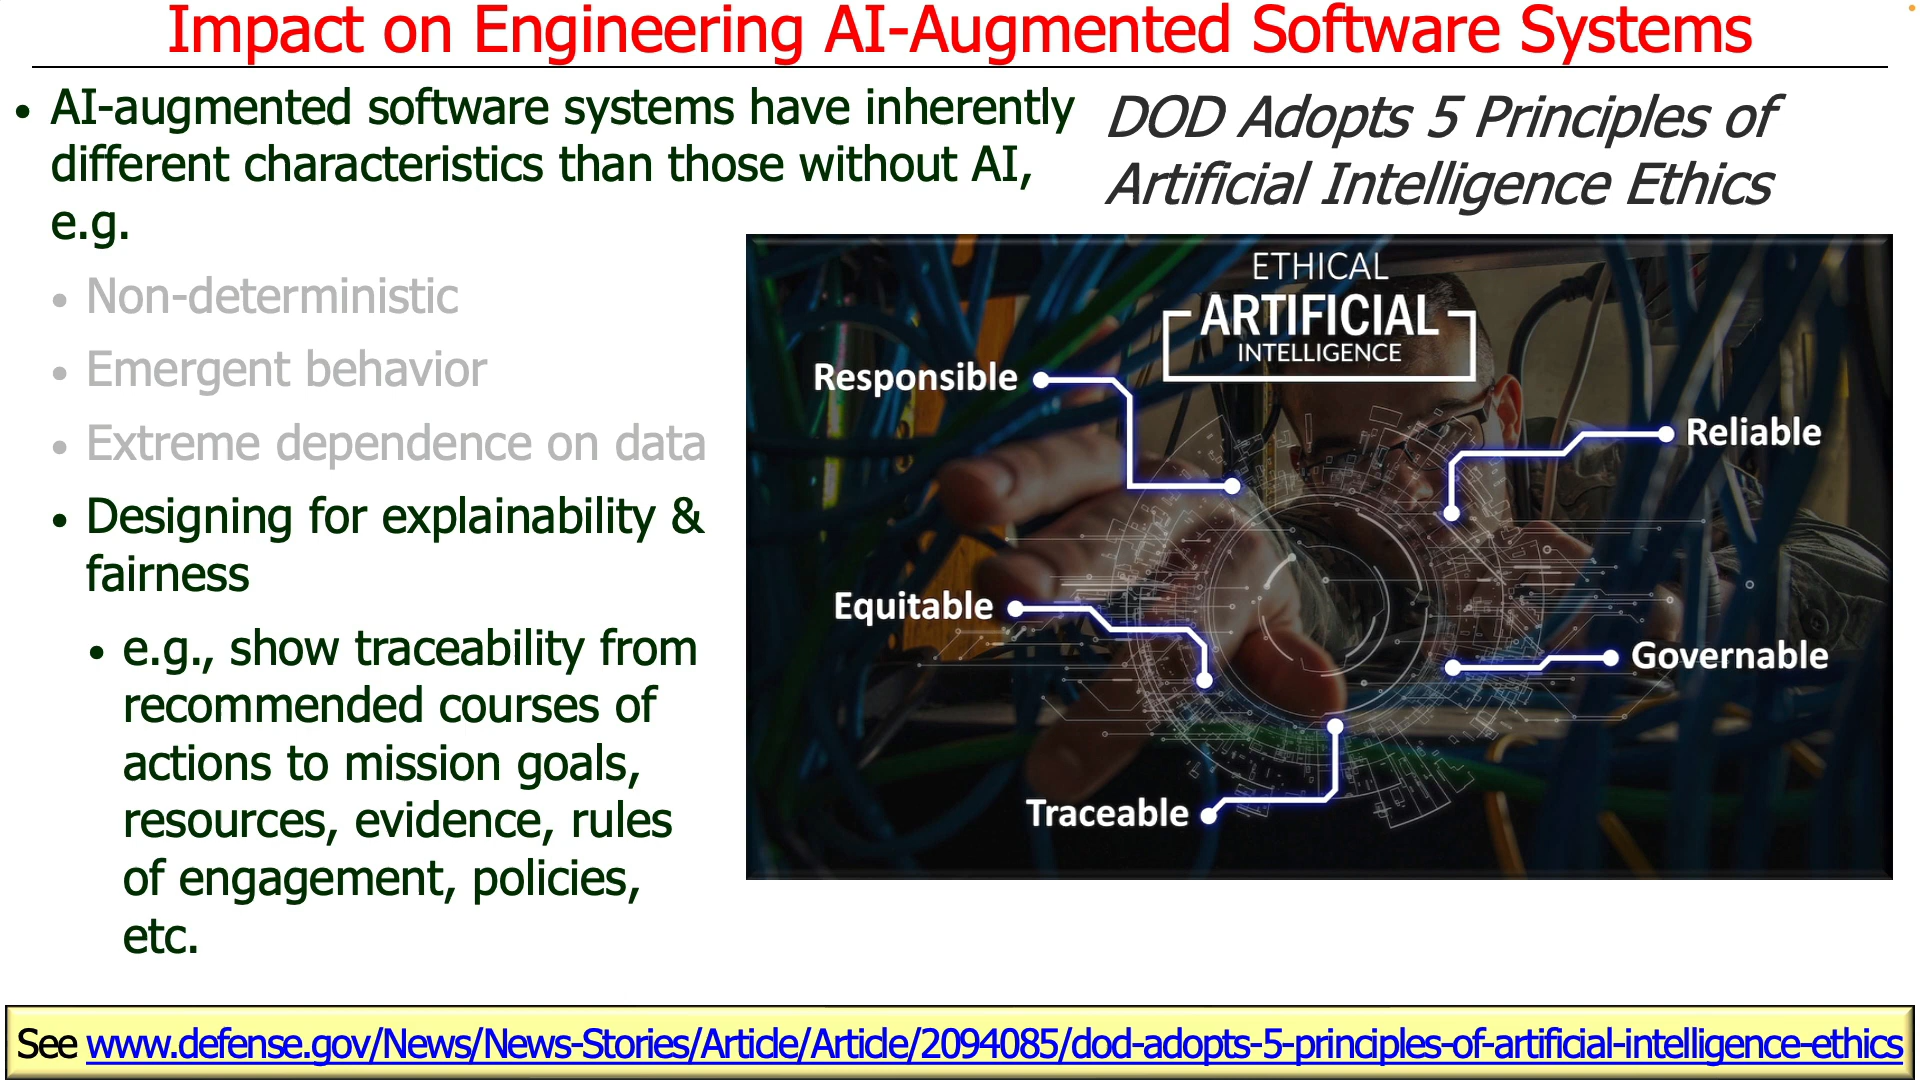 Impact on Engineering AI-Augmented Software Systems
• AI-augmented software systems have inherently
different characteristics than those without AI,
e.g.
• Non-deterministic
• Emergent behavior
• Extreme dependence on data
• Designing for explainability &
fairness
• e.g., show traceability from
recommended courses of
actions to mission goals,
resources, evidence, rules
of engagement, policies,
etc.
DOD Adopts 5 Principles of
Artificial Intelligence Ethics
ETHICAL
ARTIFICIAL
INTELLIGENCE
Responsible
Reliable
Equitable
Governable
Traceable
See www.defense.gov/News/News-Stories/Article/Article/2094085/dod-adopts-5-principles-of-artificial-intelligence-ethics